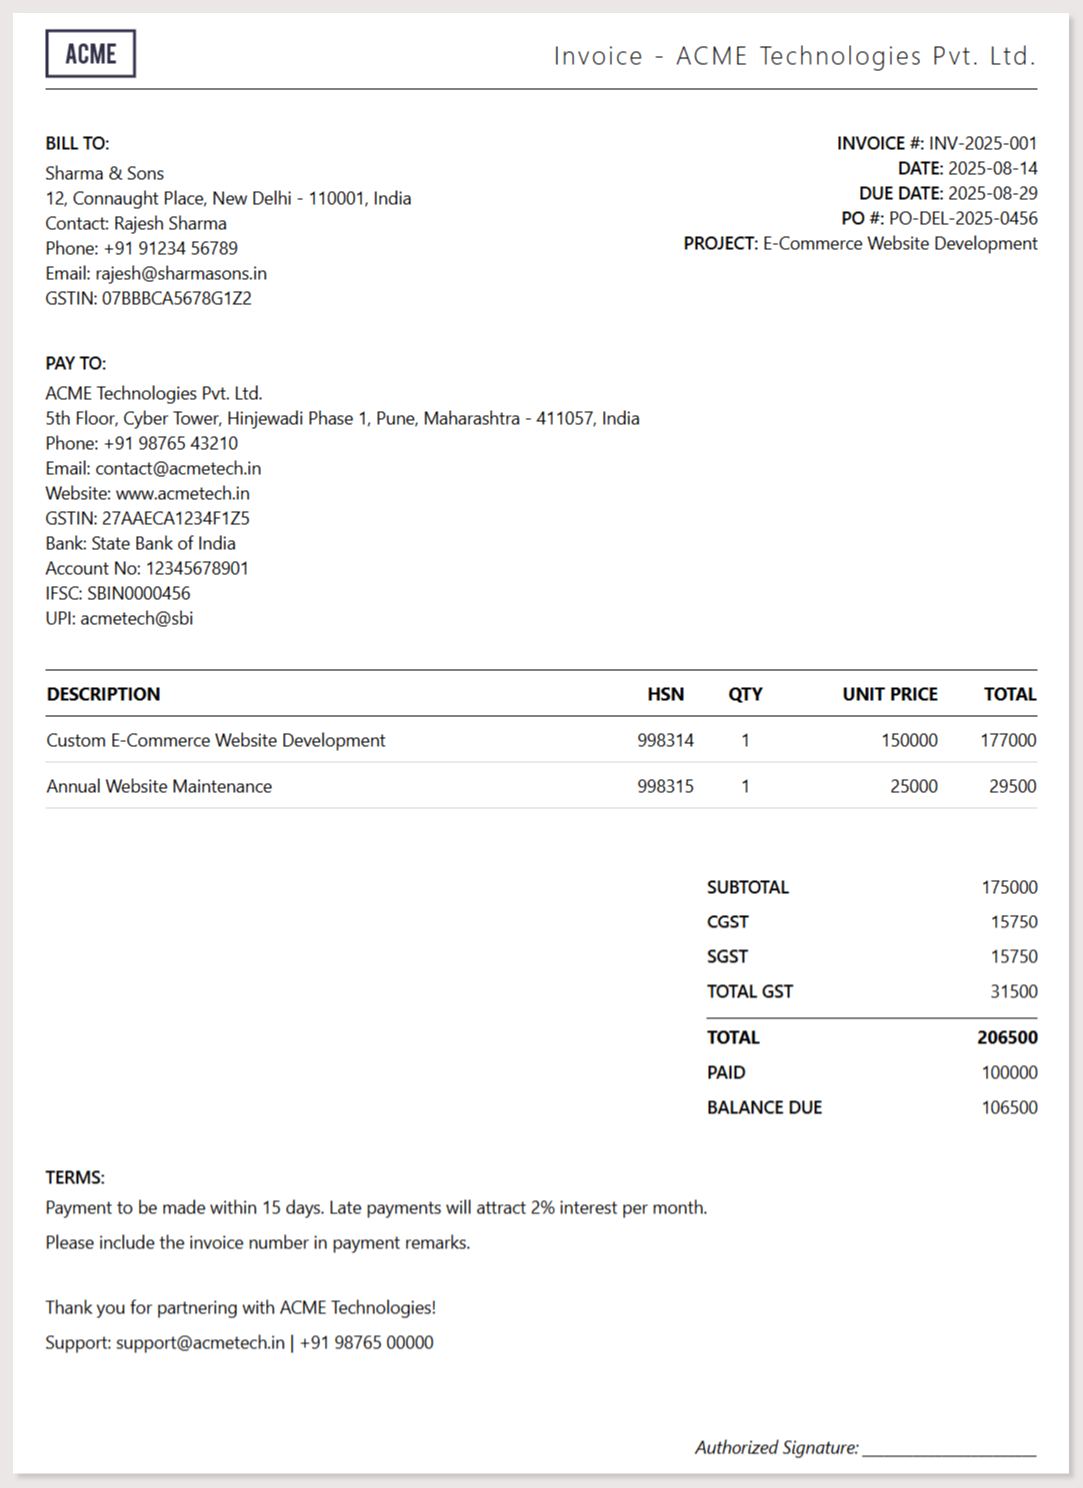 ACME
Invoice - ACME Technologies Pvt. Ltd.
BILL TO:
Sharma & Sons
12, Connaught Place, New Delhi - 110001, India
Contact: Rajesh Sharma
Phone: +91 91234 56789
Email: rajesh@sharmasons.in
GSTIN: 07BBBCA5678G1Z2
INVOICE #: INV-2025-001
DATE: 2025-08-14
DUE DATE: 2025-08-29
PO #: PO-DEL-2025-0456
PROJECT: E-Commerce Website Development
PAY TO:
ACME Technologies Pvt. Ltd.
5th Floor, Cyber Tower, Hinjewadi Phase 1, Pune, Maharashtra - 411057, India
Phone: +91 98765 43210
Email: contact@acmetech.in
Website: www.acmetech.in
GSTIN: 27AAECA1234F1Z5
Bank: State Bank of India
Account No: 12345678901
IFSC: SBIN0000456
UPI: acmetech@sbi
DESCRIPTION HSN QTY UNIT PRICE TOTAL
Custom E-Commerce Website Development 998314 1 150000 177000
Annual Website Maintenance 998315 1 25000 29500
SUBTOTAL 175000
CGST 15750
SGST 15750
TOTAL GST 31500
TOTAL 206500
PAID 100000
BALANCE DUE 106500
TERMS:
Payment to be made within 15 days. Late payments will attract 2% interest per month.
Please include the invoice number in payment remarks.
Thank you for partnering with ACME Technologies!
Support: support@acmetech.in | +91 98765 00000
Authorized Signature: ____________________